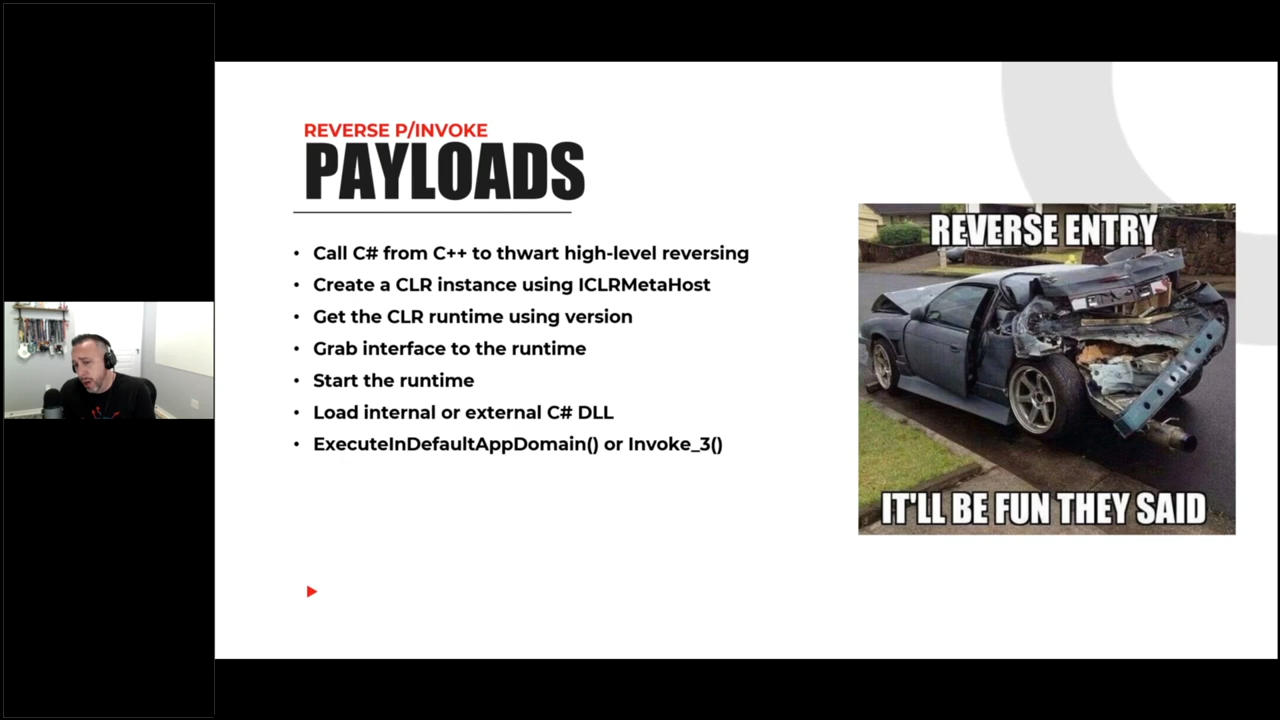 REVERSE P/INVOKE
PAYLOADS
• Call C# from C++ to thwart high-level reversing
• Create a CLR instance using ICLRMetaHost
• Get the CLR runtime using version
• Grab interface to the runtime
• Start the runtime
• Load internal or external C# DLL
• ExecuteInDefaultAppDomain() or Invoke_3()
REVERSE ENTRY
IT'LL BE FUN THEY SAID